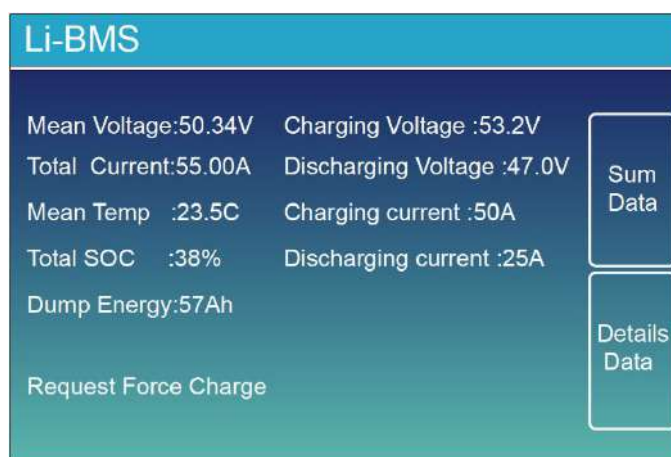 Li-BMS
Mean Voltage:50.34V Charging Voltage :53.2V
Total Current:55.00A Discharging Voltage :47.0V
Mean Temp :23.5C Charging current :50A
Total SOC :38% Discharging current :25A
Dump Energy:57Ah
Request Force Charge
Sum
Data
Details
Data